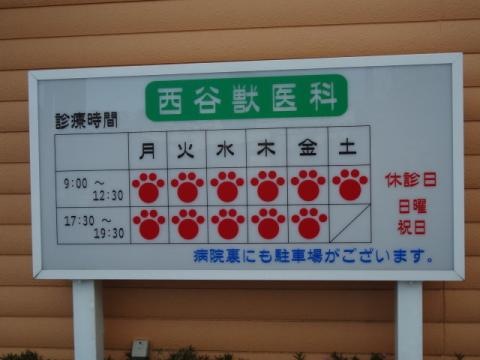 西谷獣医科
診療時間
月 火 水 木 金 土
9:00 ～ 12:30
17:30 ～ 19:30
休診日
日曜
祝日
病院裏にも駐車場がございます。